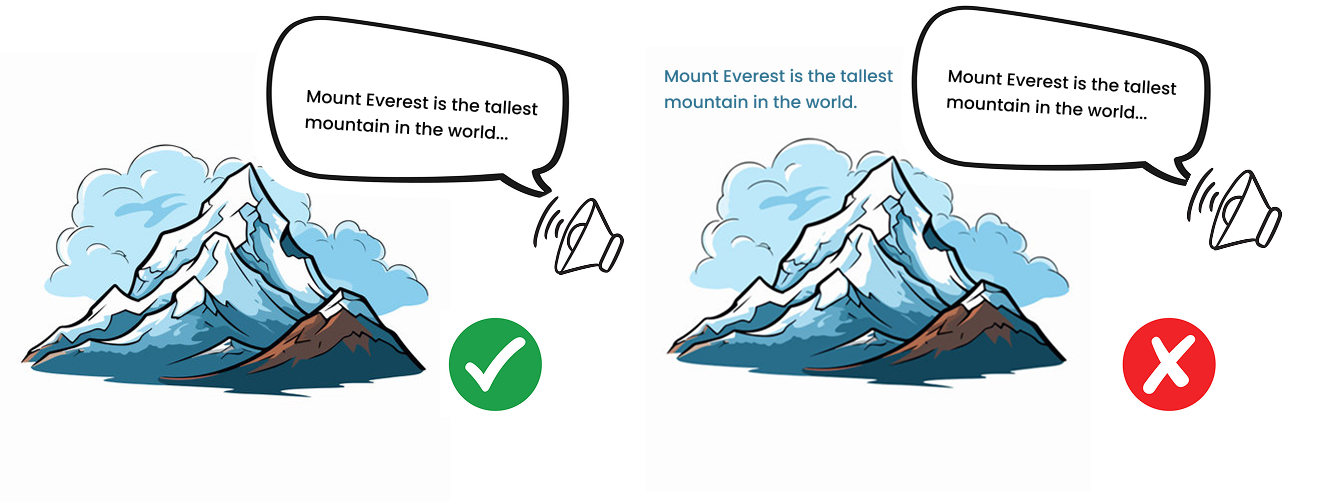 Mount Everest is the tallest
mountain in the world...
Mount Everest is the tallest
mountain in the world.
Mount Everest is the tallest
mountain in the world...